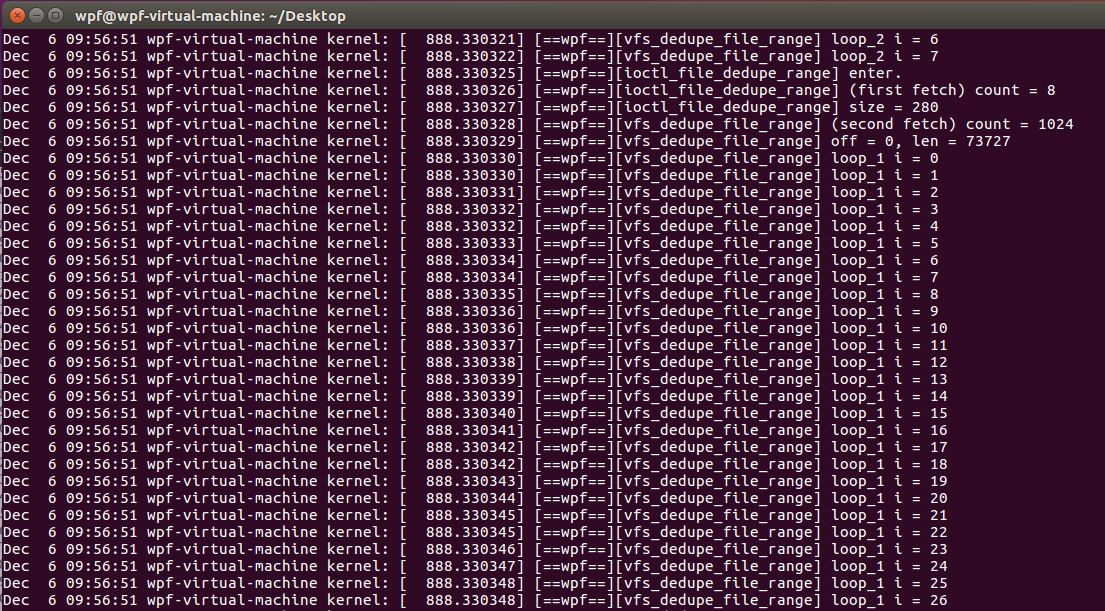 wpf@wpf-virtual-machine: ~/Desktop
Dec  6 09:56:51 wpf-virtual-machine kernel: [  888.330321] [==wpf==][vfs_dedupe_file_range] loop_2 i = 6
Dec  6 09:56:51 wpf-virtual-machine kernel: [  888.330322] [==wpf==][vfs_dedupe_file_range] loop_2 i = 7
Dec  6 09:56:51 wpf-virtual-machine kernel: [  888.330325] [==wpf==][ioctl_file_dedupe_range] enter.
Dec  6 09:56:51 wpf-virtual-machine kernel: [  888.330326] [==wpf==][ioctl_file_dedupe_range] (first fetch) count = 8
Dec  6 09:56:51 wpf-virtual-machine kernel: [  888.330327] [==wpf==][ioctl_file_dedupe_range] size = 280
Dec  6 09:56:51 wpf-virtual-machine kernel: [  888.330328] [==wpf==][vfs_dedupe_file_range] (second fetch) count = 1024
Dec  6 09:56:51 wpf-virtual-machine kernel: [  888.330329] [==wpf==][vfs_dedupe_file_range] off = 0, len = 73727
Dec  6 09:56:51 wpf-virtual-machine kernel: [  888.330330] [==wpf==][vfs_dedupe_file_range] loop_1 i = 0
Dec  6 09:56:51 wpf-virtual-machine kernel: [  888.330330] [==wpf==][vfs_dedupe_file_range] loop_1 i = 1
Dec  6 09:56:51 wpf-virtual-machine kernel: [  888.330331] [==wpf==][vfs_dedupe_file_range] loop_1 i = 2
Dec  6 09:56:51 wpf-virtual-machine kernel: [  888.330332] [==wpf==][vfs_dedupe_file_range] loop_1 i = 3
Dec  6 09:56:51 wpf-virtual-machine kernel: [  888.330332] [==wpf==][vfs_dedupe_file_range] loop_1 i = 4
Dec  6 09:56:51 wpf-virtual-machine kernel: [  888.330333] [==wpf==][vfs_dedupe_file_range] loop_1 i = 5
Dec  6 09:56:51 wpf-virtual-machine kernel: [  888.330334] [==wpf==][vfs_dedupe_file_range] loop_1 i = 6
Dec  6 09:56:51 wpf-virtual-machine kernel: [  888.330334] [==wpf==][vfs_dedupe_file_range] loop_1 i = 7
Dec  6 09:56:51 wpf-virtual-machine kernel: [  888.330335] [==wpf==][vfs_dedupe_file_range] loop_1 i = 8
Dec  6 09:56:51 wpf-virtual-machine kernel: [  888.330336] [==wpf==][vfs_dedupe_file_range] loop_1 i = 9
Dec  6 09:56:51 wpf-virtual-machine kernel: [  888.330336] [==wpf==][vfs_dedupe_file_range] loop_1 i = 10
Dec  6 09:56:51 wpf-virtual-machine kernel: [  888.330337] [==wpf==][vfs_dedupe_file_range] loop_1 i = 11
Dec  6 09:56:51 wpf-virtual-machine kernel: [  888.330338] [==wpf==][vfs_dedupe_file_range] loop_1 i = 12
Dec  6 09:56:51 wpf-virtual-machine kernel: [  888.330339] [==wpf==][vfs_dedupe_file_range] loop_1 i = 13
Dec  6 09:56:51 wpf-virtual-machine kernel: [  888.330339] [==wpf==][vfs_dedupe_file_range] loop_1 i = 14
Dec  6 09:56:51 wpf-virtual-machine kernel: [  888.330340] [==wpf==][vfs_dedupe_file_range] loop_1 i = 15
Dec  6 09:56:51 wpf-virtual-machine kernel: [  888.330341] [==wpf==][vfs_dedupe_file_range] loop_1 i = 16
Dec  6 09:56:51 wpf-virtual-machine kernel: [  888.330342] [==wpf==][vfs_dedupe_file_range] loop_1 i = 17
Dec  6 09:56:51 wpf-virtual-machine kernel: [  888.330342] [==wpf==][vfs_dedupe_file_range] loop_1 i = 18
Dec  6 09:56:51 wpf-virtual-machine kernel: [  888.330343] [==wpf==][vfs_dedupe_file_range] loop_1 i = 19
Dec  6 09:56:51 wpf-virtual-machine kernel: [  888.330344] [==wpf==][vfs_dedupe_file_range] loop_1 i = 20
Dec  6 09:56:51 wpf-virtual-machine kernel: [  888.330345] [==wpf==][vfs_dedupe_file_range] loop_1 i = 21
Dec  6 09:56:51 wpf-virtual-machine kernel: [  888.330345] [==wpf==][vfs_dedupe_file_range] loop_1 i = 22
Dec  6 09:56:51 wpf-virtual-machine kernel: [  888.330346] [==wpf==][vfs_dedupe_file_range] loop_1 i = 23
Dec  6 09:56:51 wpf-virtual-machine kernel: [  888.330347] [==wpf==][vfs_dedupe_file_range] loop_1 i = 24
Dec  6 09:56:51 wpf-virtual-machine kernel: [  888.330348] [==wpf==][vfs_dedupe_file_range] loop_1 i = 25
Dec  6 09:56:51 wpf-virtual-machine kernel: [  888.330348] [==wpf==][vfs_dedupe_file_range] loop_1 i = 26